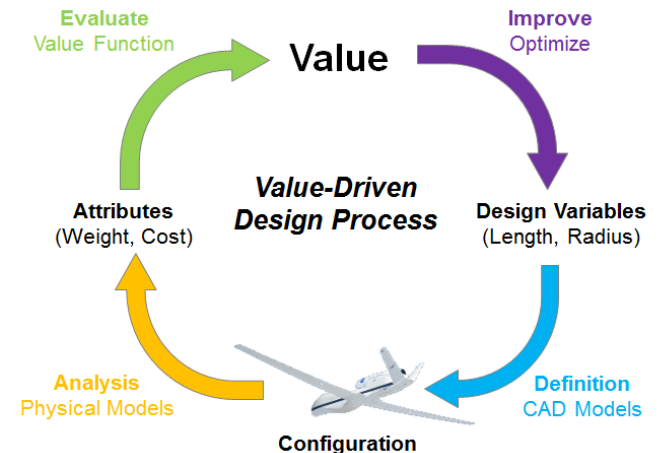 Evaluate
Value Function
Value
Improve
Optimize
Value-Driven
Design Process
Attributes
(Weight, Cost)
Design Variables
(Length, Radius)
Analysis
Physical Models
Definition
CAD Models
Configuration